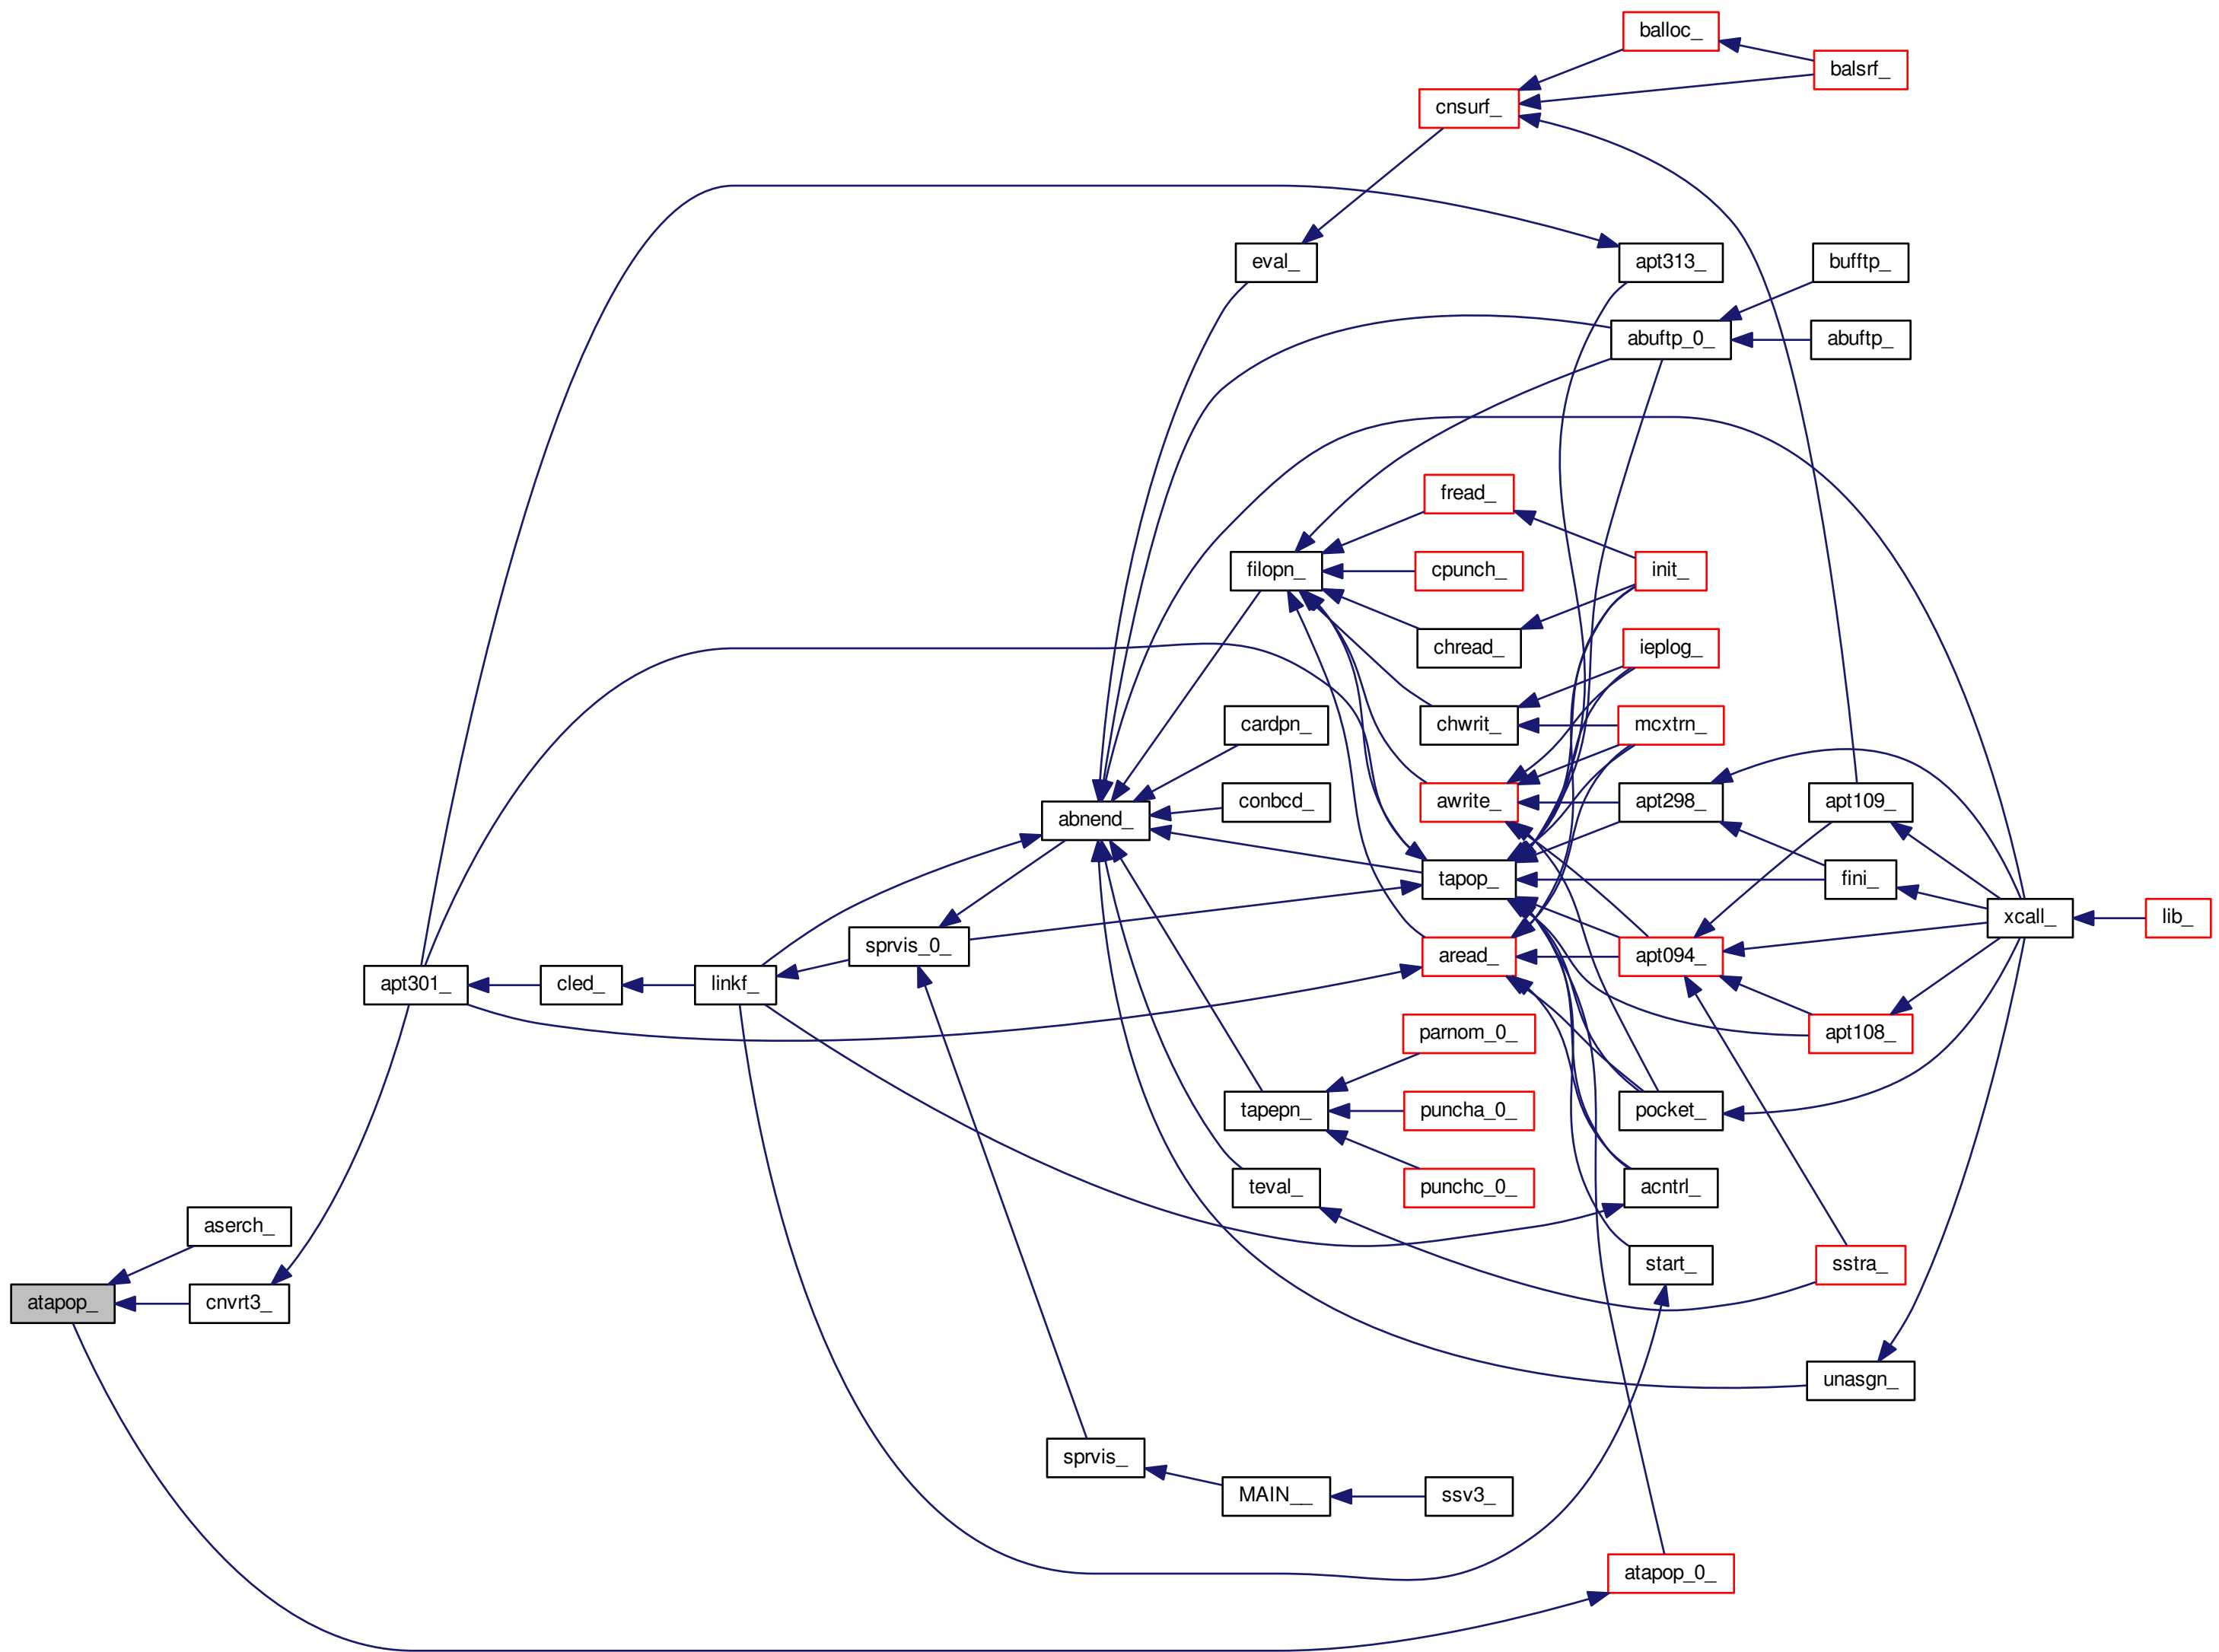 balloc_
balsrf_
cnsurf_
eval_
apt313_
bufftp_
abuftp_0_
abuftp_
fread_
filopn_
cpunch_
init_
chread_
ieplog_
chwrit_
mcxtrn_
cardpn_
awrite_
apt298_
apt109_
conbcd_
abnend_
tapop_
fini_
xcall_
lib_
sprvis_0_
aread_
apt094_
apt301_
cled_
linkf_
parnom_0_
apt108_
tapepn_
puncha_0_
pocket_
teval_
punchc_0_
acntrl_
aserch_
start_
sstra_
atapop_
cnvrt3_
unasgn_
sprvis_
MAIN__
ssv3_
atapop_0_